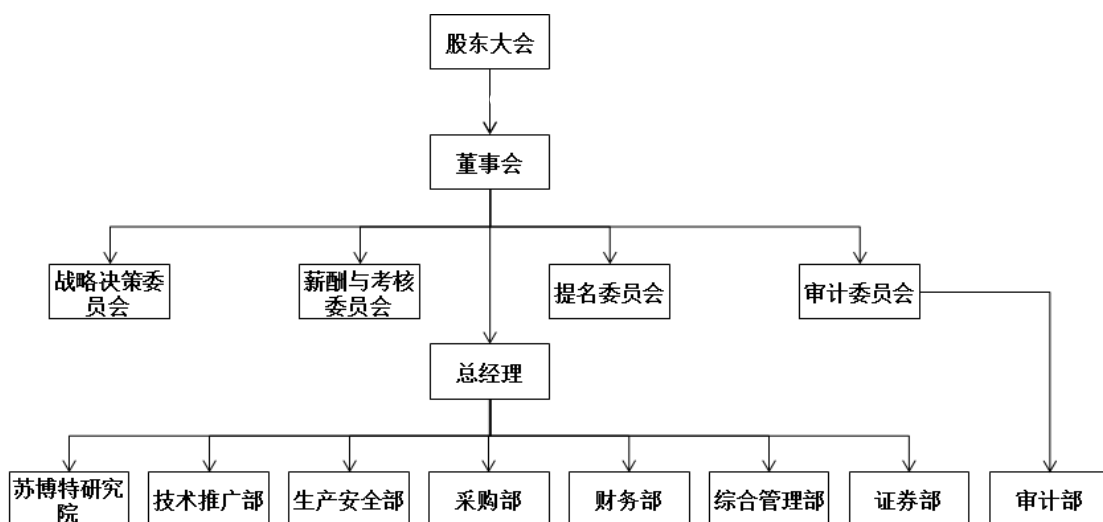 股东大会
董事会
战略决策委
员会
薪酬与考核
委员会
提名委员会
审计委员会
总经理
苏博特研究
院
技术推广部
生产安全部
采购部
财务部
综合管理部
证券部
审计部